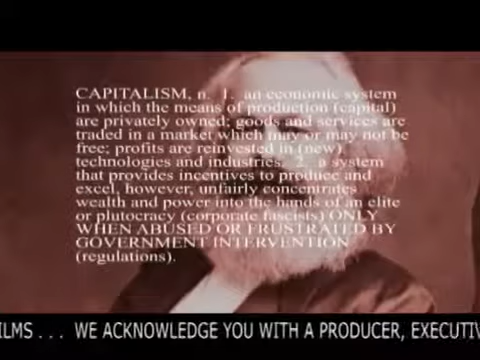 CAPITALISM, n. 1. an economic system
in which the means of production (capital)
are privately owned; goods and services are
traded in a market which may or may not be
free; profits are reinvested in (new)
technologies and industries. 2. a system
that provides incentives to produce and
excel, however, unfairly concentrates
wealth and power into the hands of an elite
or plutocracy (corporate fascists) ONLY
WHEN ABUSED OR FRUSTRATED BY
GOVERNMENT INTERVENTION
(regulations).
ILMS . . . WE ACKNOWLEDGE YOU WITH A PRODUCER, EXECUTIV